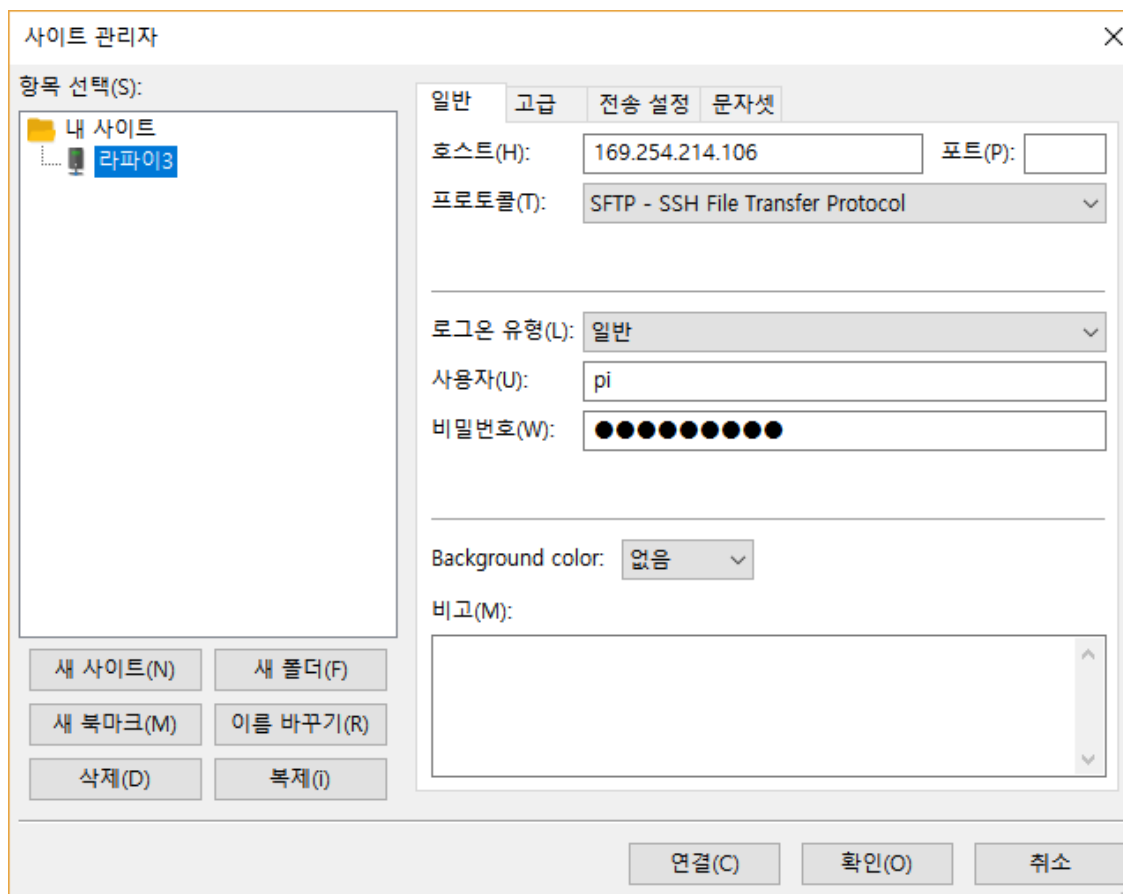 사이트 관리자
항목 선택(S):
내 사이트
라파이3
새 사이트(N) 새 폴더(F)
새 북마크(M) 이름 바꾸기(R)
삭제(D) 복제(i)
일반 고급 전송 설정 문자셋
호스트(H): 169.254.214.106 포트(P):
프로토콜(T): SFTP - SSH File Transfer Protocol
로그온 유형(L): 일반
사용자(U): pi
비밀번호(W): ●●●●●●●●●
Background color: 없음
비고(M):
연결(C) 확인(O) 취소